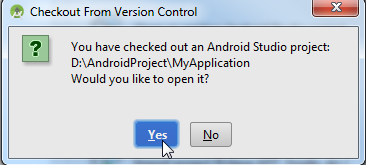 Checkout From Version Control
You have checked out an Android Studio project:
D:\AndroidProject\MyApplication
Would you like to open it?
Yes
No